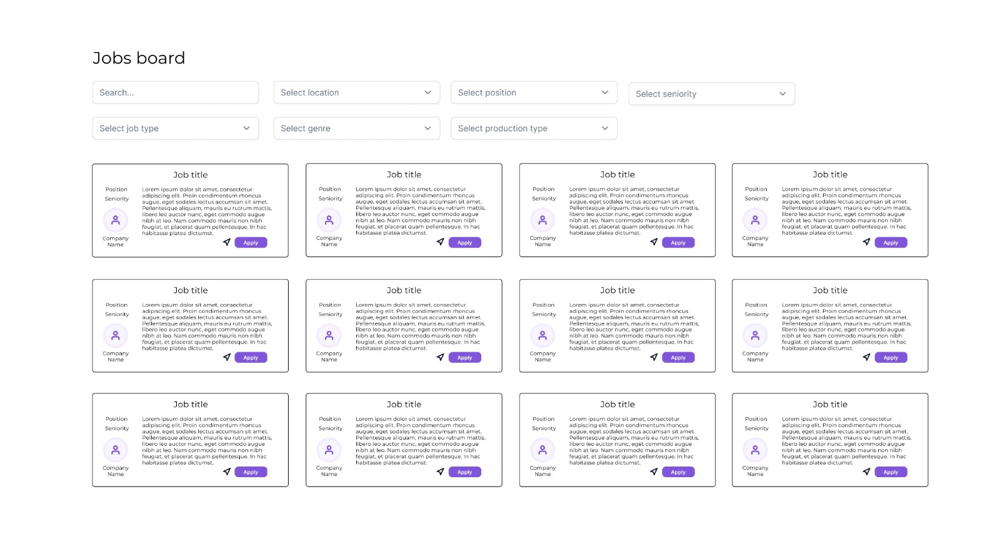 Jobs board
Search...
Select location
Select position
Select seniority
Select job type
Select genre
Select production type
Job title
Position
Seniority
Company
Name
Lorem ipsum dolor sit amet, consectetur
adipiscing elit. Proin condimentum rhoncus
augue, eget sodales lectus accumsan sit amet.
Pellentesque aliquam, mauris eu rutrum mattis,
libero leo auctor nunc, eget commodo augue
nibh at leo. Nam commodo mauris non nibh
feugiat, et placerat quam pellentesque. In hac
habitasse platea dictumst.
Apply
Job title
Position
Seniority
Company
Name
Lorem ipsum dolor sit amet, consectetur
adipiscing elit. Proin condimentum rhoncus
augue, eget sodales lectus accumsan sit amet.
Pellentesque aliquam, mauris eu rutrum mattis,
libero leo auctor nunc, eget commodo augue
nibh at leo. Nam commodo mauris non nibh
feugiat, et placerat quam pellentesque. In hac
habitasse platea dictumst.
Apply
Job title
Position
Seniority
Company
Name
Lorem ipsum dolor sit amet, consectetur
adipiscing elit. Proin condimentum rhoncus
augue, eget sodales lectus accumsan sit amet.
Pellentesque aliquam, mauris eu rutrum mattis,
libero leo auctor nunc, eget commodo augue
nibh at leo. Nam commodo mauris non nibh
feugiat, et placerat quam pellentesque. In hac
habitasse platea dictumst.
Apply
Job title
Position
Seniority
Company
Name
Lorem ipsum dolor sit amet, consectetur
adipiscing elit. Proin condimentum rhoncus
augue, eget sodales lectus accumsan sit amet.
Pellentesque aliquam, mauris eu rutrum mattis,
libero leo auctor nunc, eget commodo augue
nibh at leo. Nam commodo mauris non nibh
feugiat, et placerat quam pellentesque. In hac
habitasse platea dictumst.
Apply
Job title
Position
Seniority
Company
Name
Lorem ipsum dolor sit amet, consectetur
adipiscing elit. Proin condimentum rhoncus
augue, eget sodales lectus accumsan sit amet.
Pellentesque aliquam, mauris eu rutrum mattis,
libero leo auctor nunc, eget commodo augue
nibh at leo. Nam commodo mauris non nibh
feugiat, et placerat quam pellentesque. In hac
habitasse platea dictumst.
Apply
Job title
Position
Seniority
Company
Name
Lorem ipsum dolor sit amet, consectetur
adipiscing elit. Proin condimentum rhoncus
augue, eget sodales lectus accumsan sit amet.
Pellentesque aliquam, mauris eu rutrum mattis,
libero leo auctor nunc, eget commodo augue
nibh at leo. Nam commodo mauris non nibh
feugiat, et placerat quam pellentesque. In hac
habitasse platea dictumst.
Apply
Job title
Position
Seniority
Company
Name
Lorem ipsum dolor sit amet, consectetur
adipiscing elit. Proin condimentum rhoncus
augue, eget sodales lectus accumsan sit amet.
Pellentesque aliquam, mauris eu rutrum mattis,
libero leo auctor nunc, eget commodo augue
nibh at leo. Nam commodo mauris non nibh
feugiat, et placerat quam pellentesque. In hac
habitasse platea dictumst.
Apply
Job title
Position
Seniority
Company
Name
Lorem ipsum dolor sit amet, consectetur
adipiscing elit. Proin condimentum rhoncus
augue, eget sodales lectus accumsan sit amet.
Pellentesque aliquam, mauris eu rutrum mattis,
libero leo auctor nunc, eget commodo augue
nibh at leo. Nam commodo mauris non nibh
feugiat, et placerat quam pellentesque. In hac
habitasse platea dictumst.
Apply
Job title
Position
Seniority
Company
Name
Lorem ipsum dolor sit amet, consectetur
adipiscing elit. Proin condimentum rhoncus
augue, eget sodales lectus accumsan sit amet.
Pellentesque aliquam, mauris eu rutrum mattis,
libero leo auctor nunc, eget commodo augue
nibh at leo. Nam commodo mauris non nibh
feugiat, et placerat quam pellentesque. In hac
habitasse platea dictumst.
Apply
Job title
Position
Seniority
Company
Name
Lorem ipsum dolor sit amet, consectetur
adipiscing elit. Proin condimentum rhoncus
augue, eget sodales lectus accumsan sit amet.
Pellentesque aliquam, mauris eu rutrum mattis,
libero leo auctor nunc, eget commodo augue
nibh at leo. Nam commodo mauris non nibh
feugiat, et placerat quam pellentesque. In hac
habitasse platea dictumst.
Apply
Job title
Position
Seniority
Company
Name
Lorem ipsum dolor sit amet, consectetur
adipiscing elit. Proin condimentum rhoncus
augue, eget sodales lectus accumsan sit amet.
Pellentesque aliquam, mauris eu rutrum mattis,
libero leo auctor nunc, eget commodo augue
nibh at leo. Nam commodo mauris non nibh
feugiat, et placerat quam pellentesque. In hac
habitasse platea dictumst.
Apply
Job title
Position
Seniority
Company
Name
Lorem ipsum dolor sit amet, consectetur
adipiscing elit. Proin condimentum rhoncus
augue, eget sodales lectus accumsan sit amet.
Pellentesque aliquam, mauris eu rutrum mattis,
libero leo auctor nunc, eget commodo augue
nibh at leo. Nam commodo mauris non nibh
feugiat, et placerat quam pellentesque. In hac
habitasse platea dictumst.
Apply